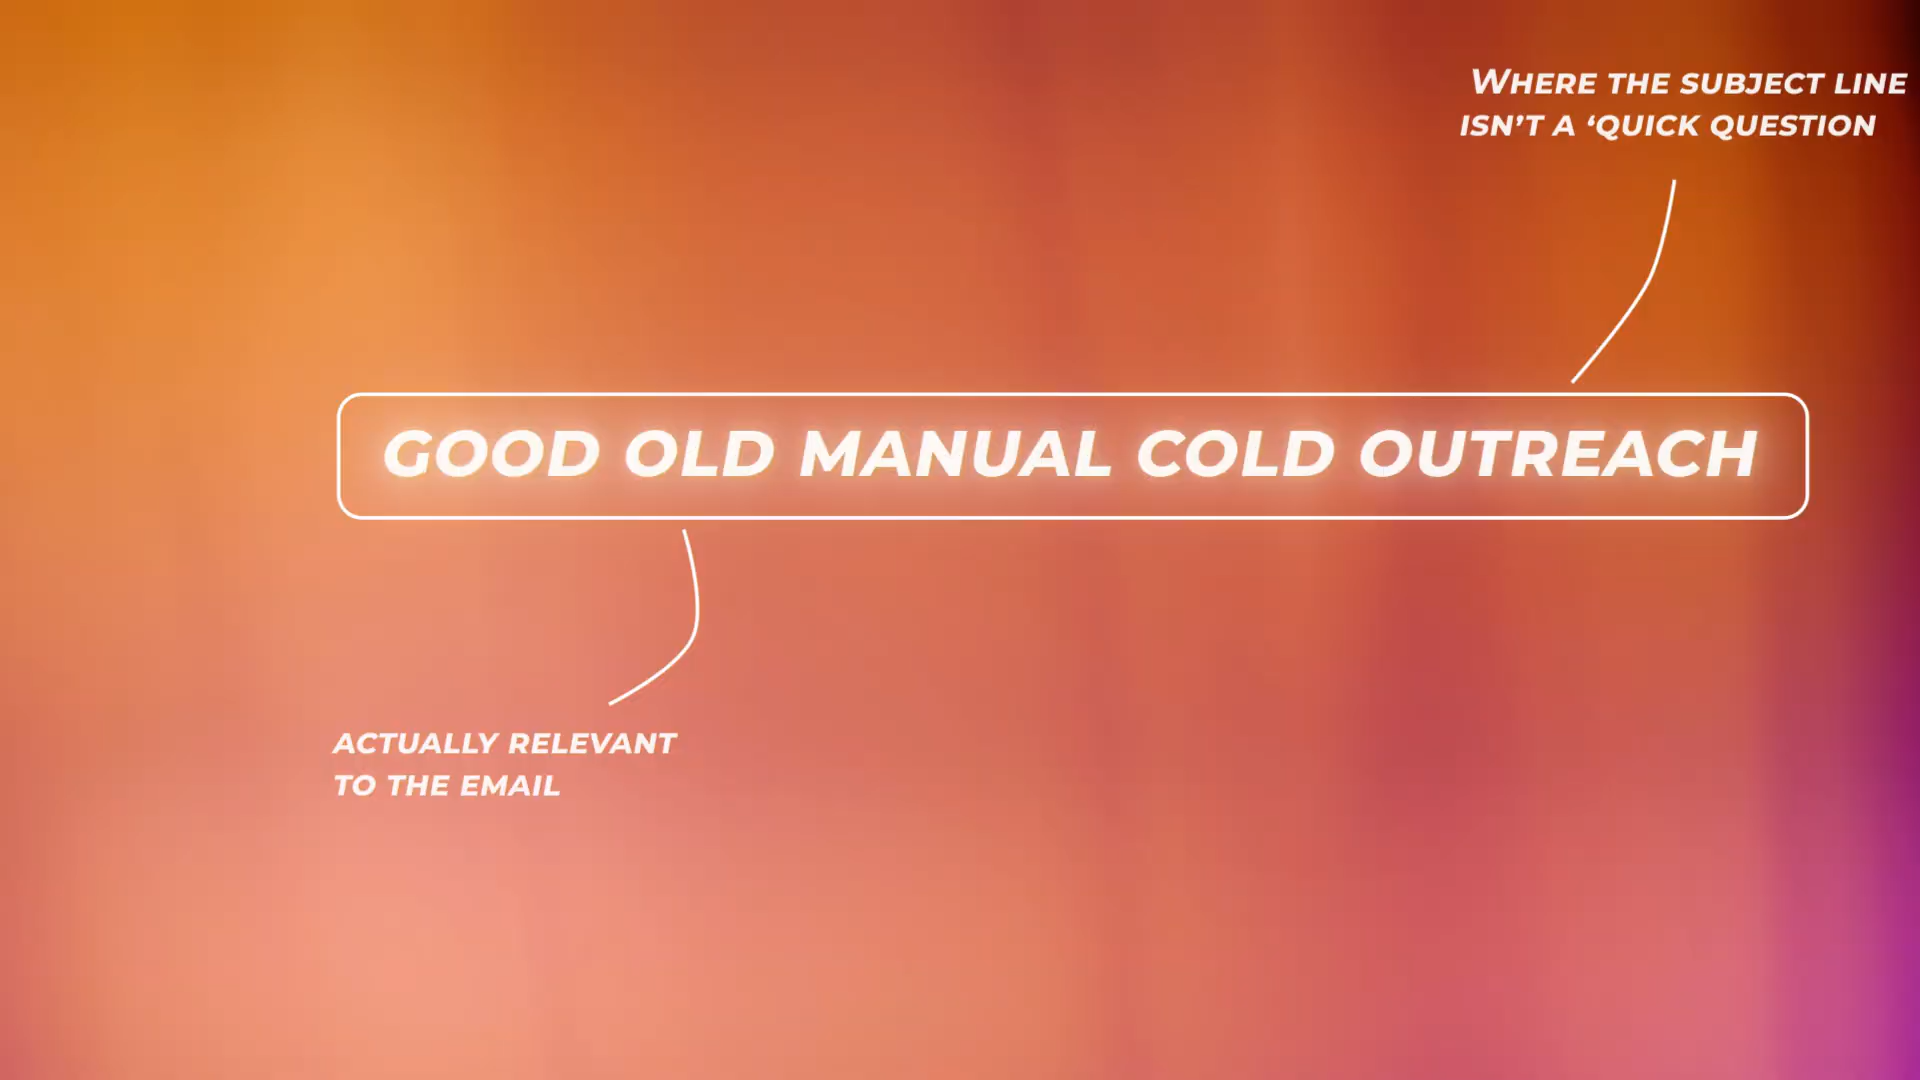 WHERE THE SUBJECT LINE
ISN’T A ‘QUICK QUESTION
GOOD OLD MANUAL COLD OUTREACH
ACTUALLY RELEVANT
TO THE EMAIL